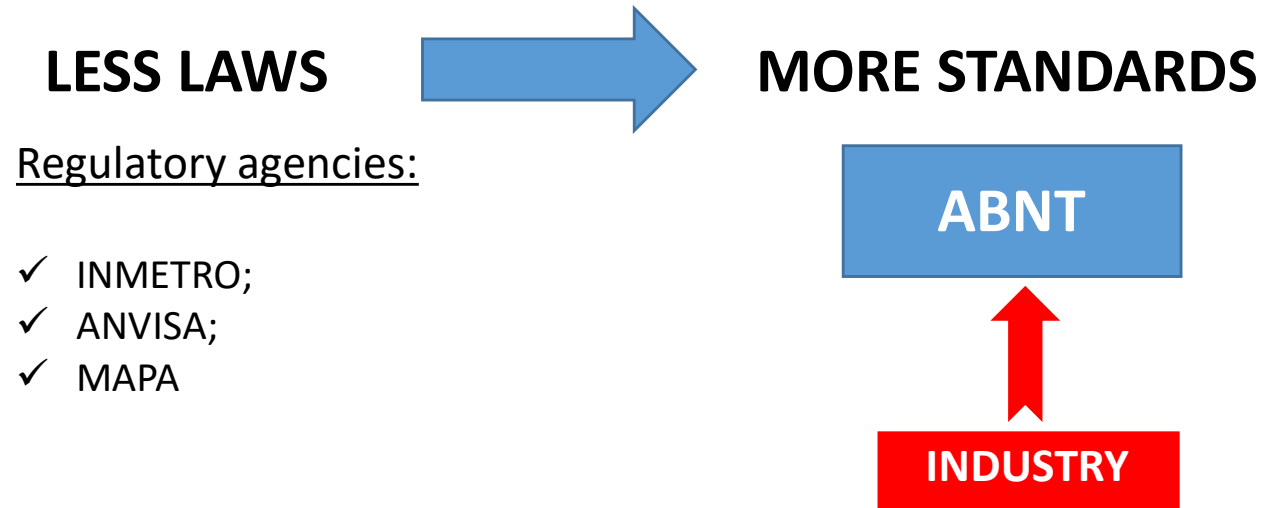 LESS LAWS
MORE STANDARDS
Regulatory agencies:
✓ INMETRO;
✓ ANVISA;
✓ MAPA
ABNT
INDUSTRY